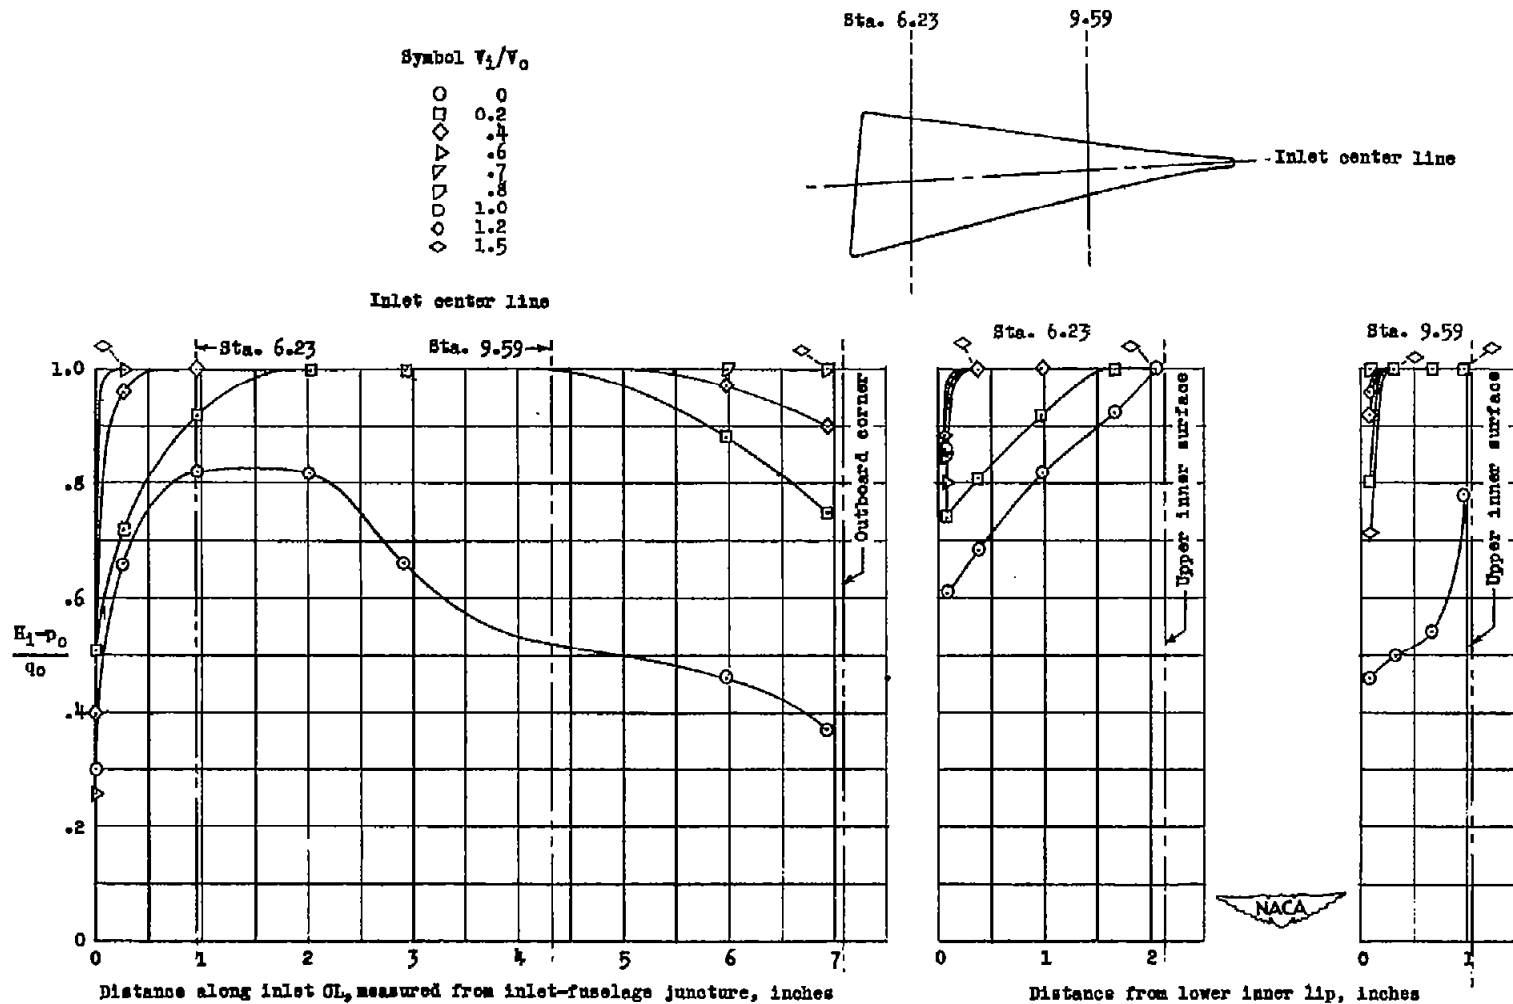 Sta. 6.23 9.59
Symbol V₁/V₀
0
0.2
.4
.6
.7
.8
1.0
1.2
1.5
Inlet center line
Inlet center line
Sta. 6.23
Sta. 9.59
Sta. 6.23
Sta. 9.59
1.0
.8
.6
.4
.2
0
H₁-p₀
q₀
Outboard corner
Upper inner surface
Upper inner surface
NACA
0 1 2 3 4 5 6 7
0 1 2
0 1
Distance along inlet CL, measured from inlet-fuselage juncture, inches
Distance from lower inner lip, inches